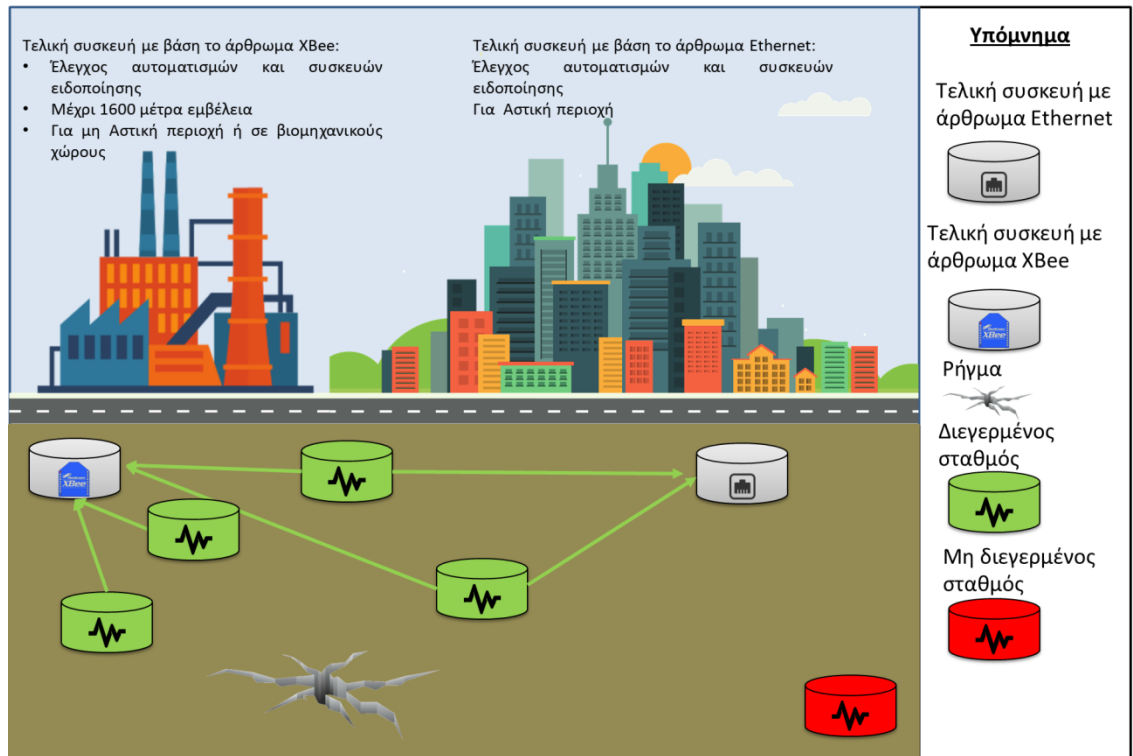 Τελική συσκευή με βάση το άρθρωμα XBee:
• Έλεγχος αυτοματισμών και συσκευών
ειδοποίησης
• Μέχρι 1600 μέτρα εμβέλεια
• Για μη Αστική περιοχή ή σε βιομηχανικούς
χώρους
Τελική συσκευή με βάση το άρθρωμα Ethernet:
Έλεγχος αυτοματισμών και συσκευών
ειδοποίησης
Για Αστική περιοχή
XBee
Υπόμνημα
Τελική συσκευή με
άρθρωμα Ethernet
Τελική συσκευή με
άρθρωμα XBee
XBee
Ρήγμα
Διεγερμένος
σταθμός
Μη διεγερμένος
σταθμός